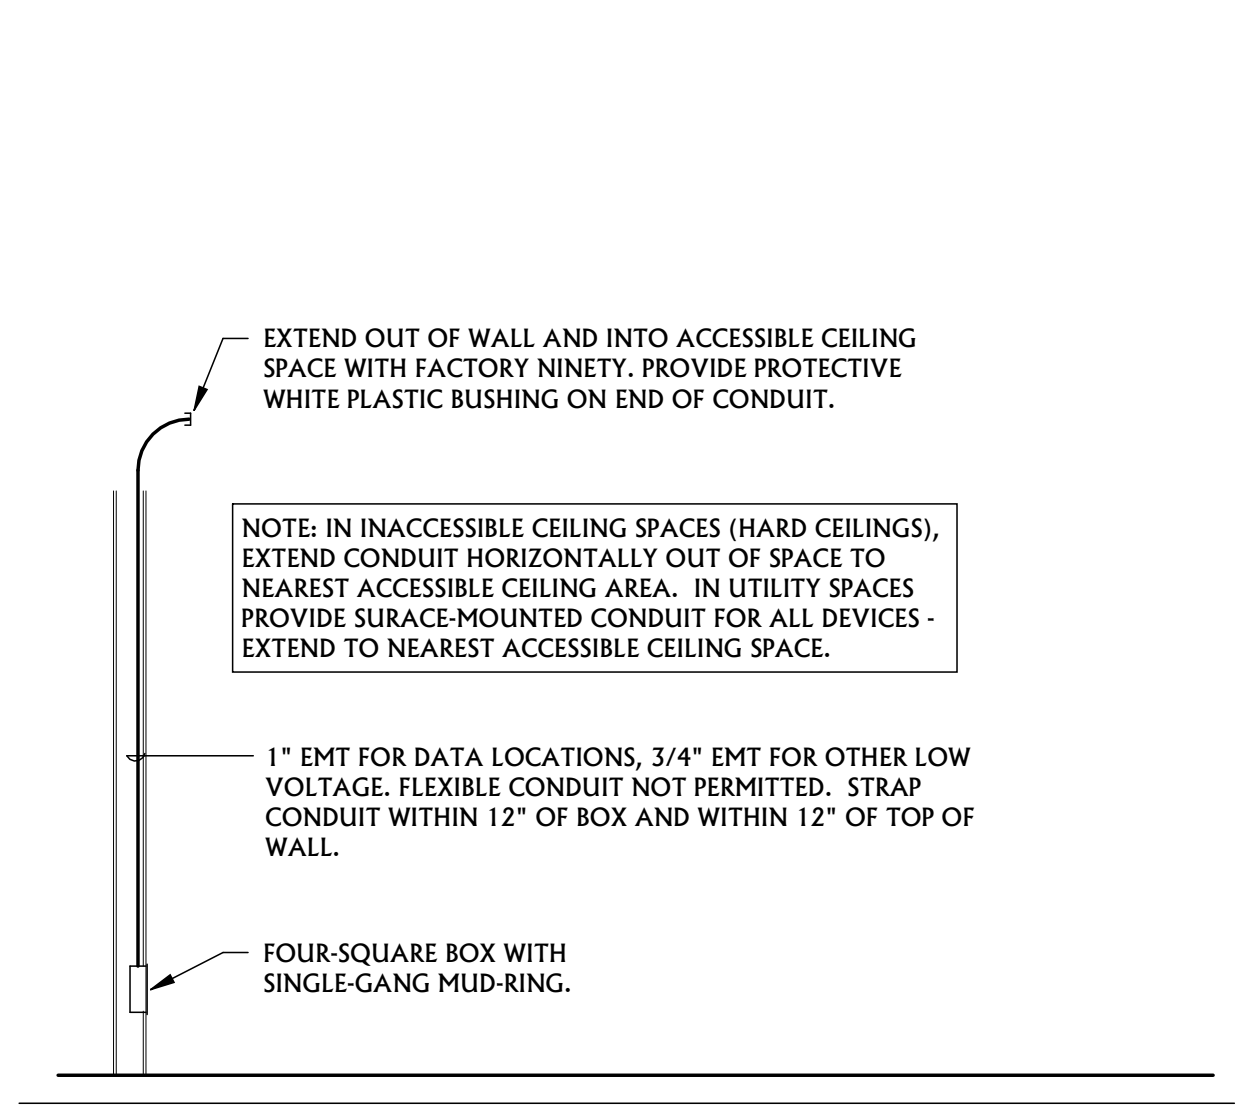 EXTEND OUT OF WALL AND INTO ACCESSIBLE CEILING
SPACE WITH FACTORY NINETY. PROVIDE PROTECTIVE
WHITE PLASTIC BUSHING ON END OF CONDUIT.
NOTE: IN INACCESSIBLE CEILING SPACES (HARD CEILINGS),
EXTEND CONDUIT HORIZONTALLY OUT OF SPACE TO
NEAREST ACCESSIBLE CEILING AREA.  IN UTILITY SPACES
PROVIDE SURACE-MOUNTED CONDUIT FOR ALL DEVICES -
EXTEND TO NEAREST ACCESSIBLE CEILING SPACE.
1" EMT FOR DATA LOCATIONS, 3/4" EMT FOR OTHER LOW
VOLTAGE. FLEXIBLE CONDUIT NOT PERMITTED.  STRAP
CONDUIT WITHIN 12" OF BOX AND WITHIN 12" OF TOP OF
WALL.
FOUR-SQUARE BOX WITH
SINGLE-GANG MUD-RING.